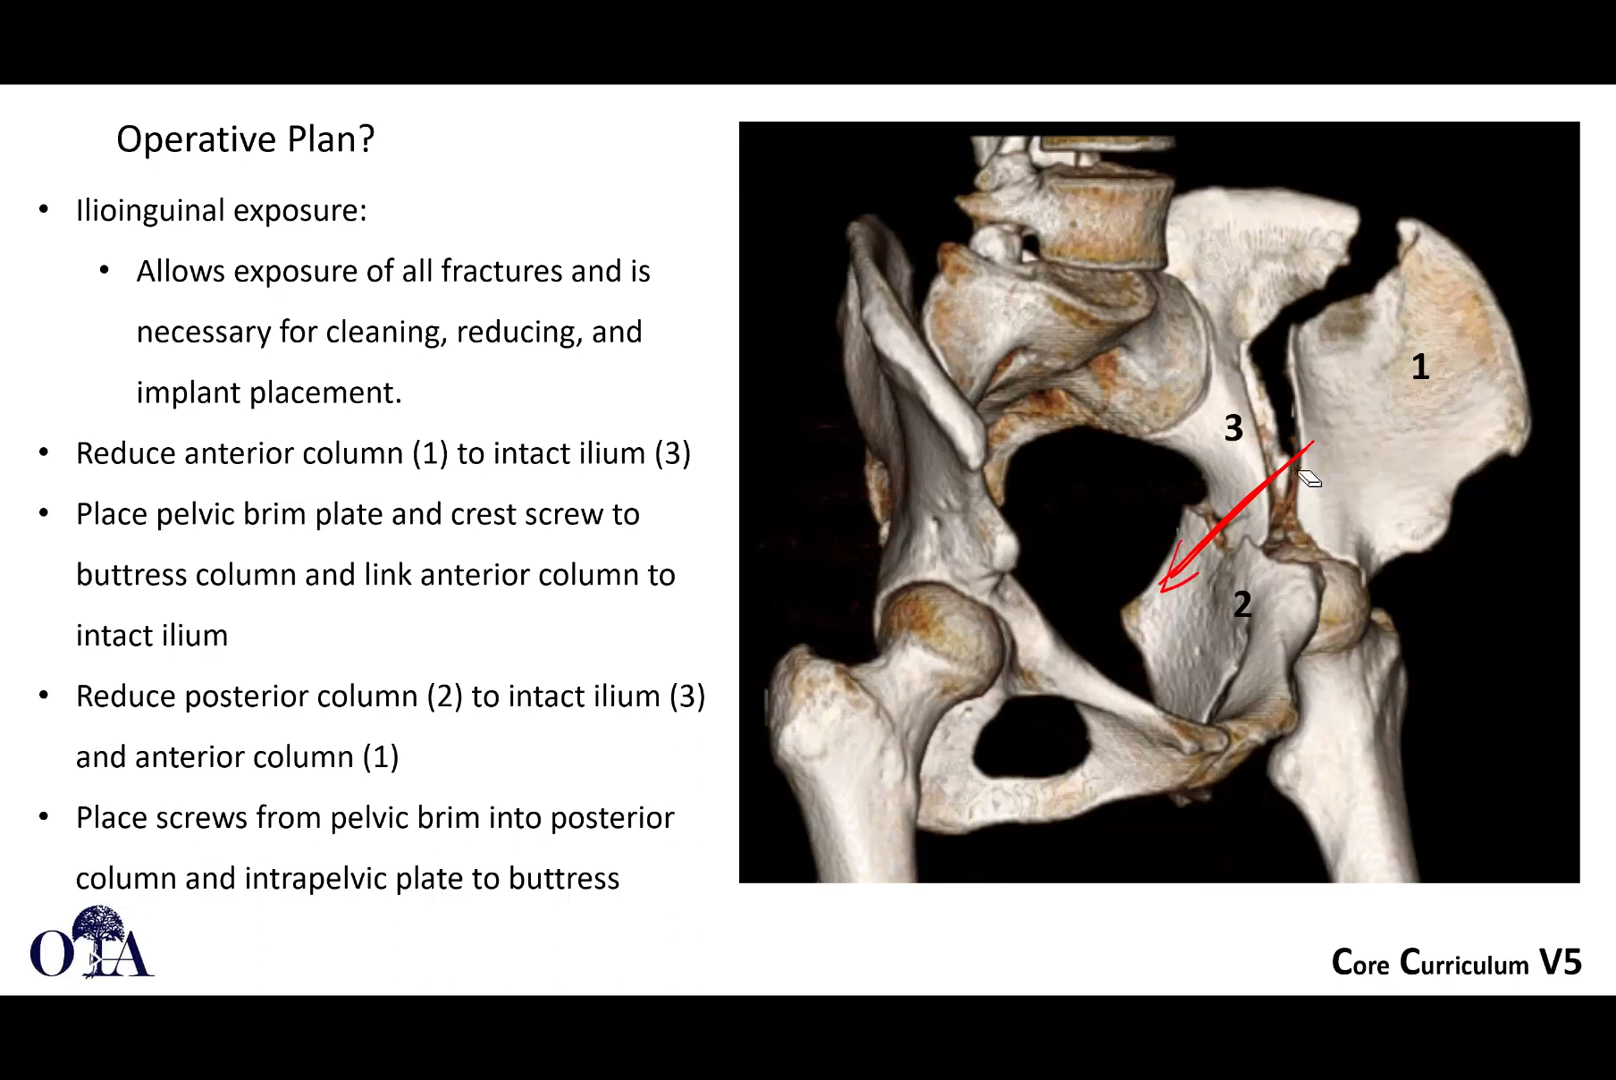 Operative Plan?
• Ilioinguinal exposure:
• Allows exposure of all fractures and is
necessary for cleaning, reducing, and
implant placement.
• Reduce anterior column (1) to intact ilium (3)
• Place pelvic brim plate and crest screw to
buttress column and link anterior column to
intact ilium
• Reduce posterior column (2) to intact ilium (3)
and anterior column (1)
• Place screws from pelvic brim into posterior
column and intrapelvic plate to buttress
1
3
2
OTA
Core Curriculum V5